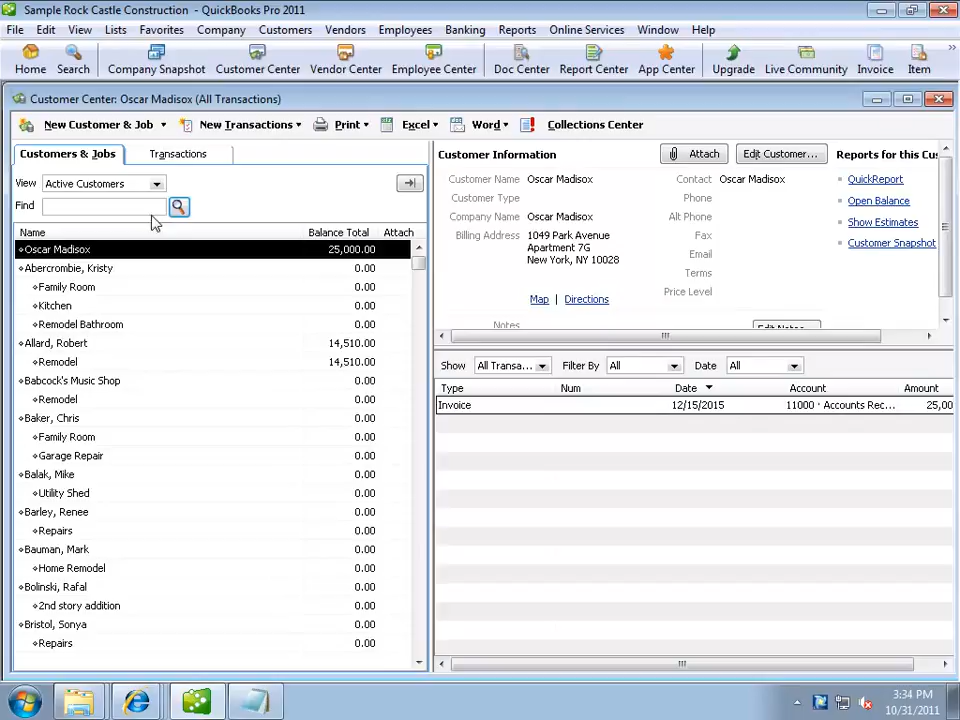 Sample Rock Castle Construction - QuickBooks Pro 2011
File Edit View Lists Favorites Company Customers Vendors Employees Banking Reports Online Services Window Help
Home Search Company Snapshot Customer Center Vendor Center Employee Center Doc Center Report Center App Center Upgrade Live Community Invoice Item
Customer Center: Oscar Madisox (All Transactions)
New Customer & Job New Transactions Print Excel Word Collections Center
Customers & Jobs Transactions
View Active Customers
Find
Name Balance Total Attach
Oscar Madisox 25,000.00
Abercrombie, Kristy 0.00
Family Room 0.00
Kitchen 0.00
Remodel Bathroom 0.00
Allard, Robert 14,510.00
Remodel 14,510.00
Babcock's Music Shop 0.00
Remodel 0.00
Baker, Chris 0.00
Family Room 0.00
Garage Repair 0.00
Balak, Mike 0.00
Utility Shed 0.00
Barley, Renee 0.00
Repairs 0.00
Bauman, Mark 0.00
Home Remodel 0.00
Bolinski, Rafal 0.00
2nd story addition 0.00
Bristol, Sonya 0.00
Repairs 0.00
Customer Information Attach Edit Customer... Reports for this Cus
Customer Name Oscar Madisox Contact Oscar Madisox QuickReport
Customer Type Phone Open Balance
Company Name Oscar Madisox Alt Phone Show Estimates
Billing Address 1049 Park Avenue Fax Customer Snapshot
Apartment 7G Email
New York, NY 10028 Terms
Price Level
Map | Directions
Notes Edit Notes...
Show All Transa... Filter By All Date All
Type Num Date Account Amount
Invoice 12/15/2015 11000 · Accounts Rec... 25,00
3:34 PM
10/31/2011